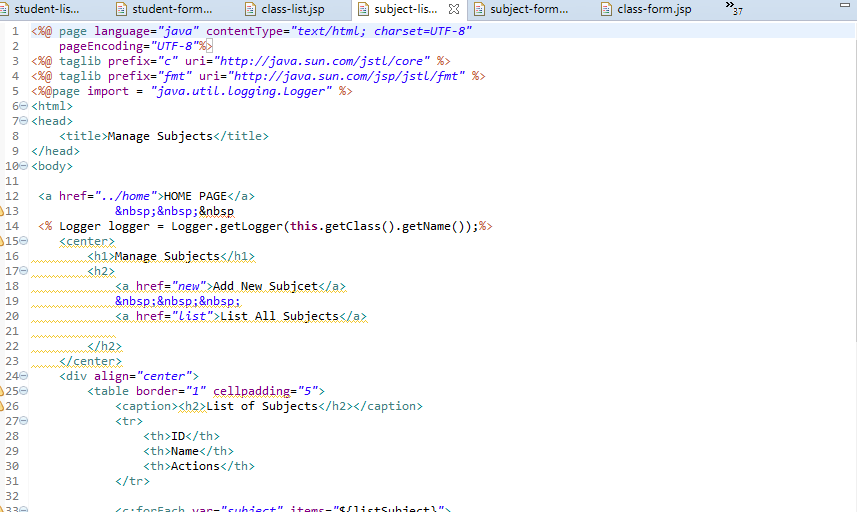 student-lis... student-form... class-list.jsp subject-lis... subject-form... class-form.jsp »37
1 <%@ page language="java" contentType="text/html; charset=UTF-8"
2 pageEncoding="UTF-8"%>
3 <%@ taglib prefix="c" uri="http://java.sun.com/jstl/core" %>
4 <%@ taglib prefix="fmt" uri="http://java.sun.com/jsp/jstl/fmt" %>
5 <%@page import = "java.util.logging.Logger" %>
6 <html>
7 <head>
8 <title>Manage Subjects</title>
9 </head>
10 <body>
11
12 <a href="../home">HOME PAGE</a>
13 &nbsp;&nbsp;&nbsp
14 <% Logger logger = Logger.getLogger(this.getClass().getName());%>
15 <center>
16 <h1>Manage Subjects</h1>
17 <h2>
18 <a href="new">Add New Subjcet</a>
19 &nbsp;&nbsp;&nbsp;
20 <a href="list">List All Subjects</a>
21
22 </h2>
23 </center>
24 <div align="center">
25 <table border="1" cellpadding="5">
26 <caption><h2>List of Subjects</h2></caption>
27 <tr>
28 <th>ID</th>
29 <th>Name</th>
30 <th>Actions</th>
31 </tr>
32
33 <c:forEach var="subject" items="${listSubject}">